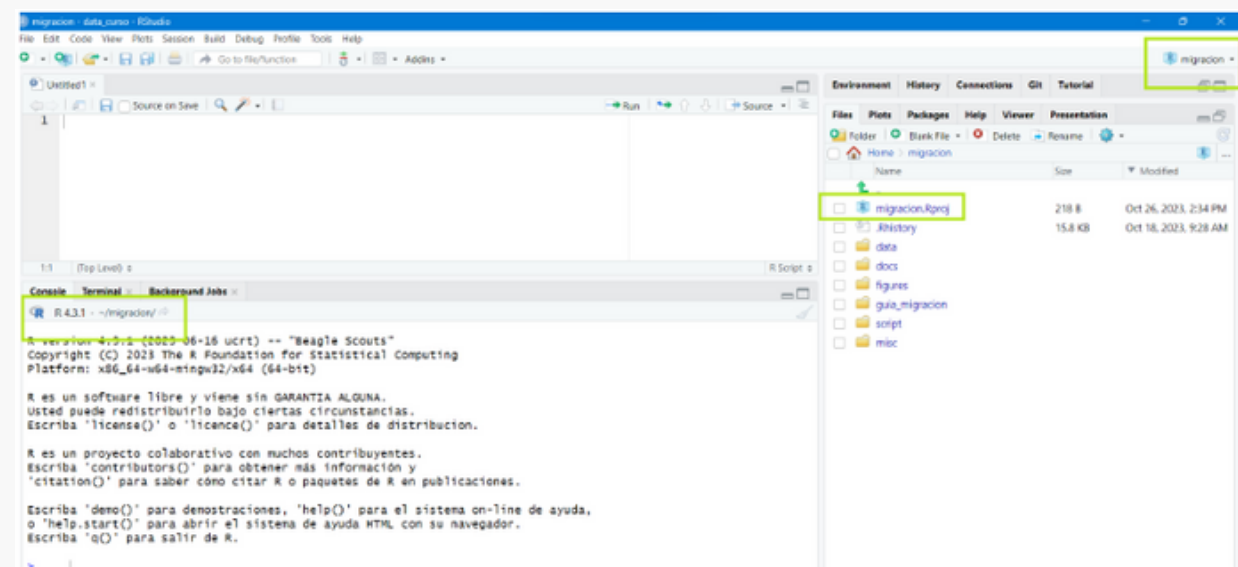 migracion - data_curso - RStudio
File Edit Code View Plots Session Build Debug Profile Tools Help
Go to file/function Addins
migracion
Untitled1
Source on Save Run Source
1
1:1 (Top Level) R Script
Console Terminal Background Jobs
R 4.3.1 · ~/migracion/
R version 4.3.1 (2023-06-16 ucrt) -- "Beagle Scouts"
Copyright (C) 2023 The R Foundation for Statistical Computing
Platform: x86_64-w64-mingw32/x64 (64-bit)
R es un software libre y viene sin GARANTIA ALGUNA.
Usted puede redistribuirlo bajo ciertas circunstancias.
Escriba 'license()' o 'licence()' para detalles de distribucion.
R es un proyecto colaborativo con muchos contribuyentes.
Escriba 'contributors()' para obtener más información y
'citation()' para saber cómo citar R o paquetes de R en publicaciones.
Escriba 'demo()' para demostraciones, 'help()' para el sistema on-line de ayuda,
o 'help.start()' para abrir el sistema de ayuda HTML con su navegador.
Escriba 'q()' para salir de R.
>
Environment History Connections Git Tutorial
Files Plots Packages Help Viewer Presentation
Folder Blank File Delete Rename
Home migracion
Name Size Modified
..
migracion.Rproj 218 B Oct 26, 2023, 2:34 PM
.Rhistory 15.8 KB Oct 18, 2023, 9:28 AM
data
docs
figures
guia_migracion
script
misc